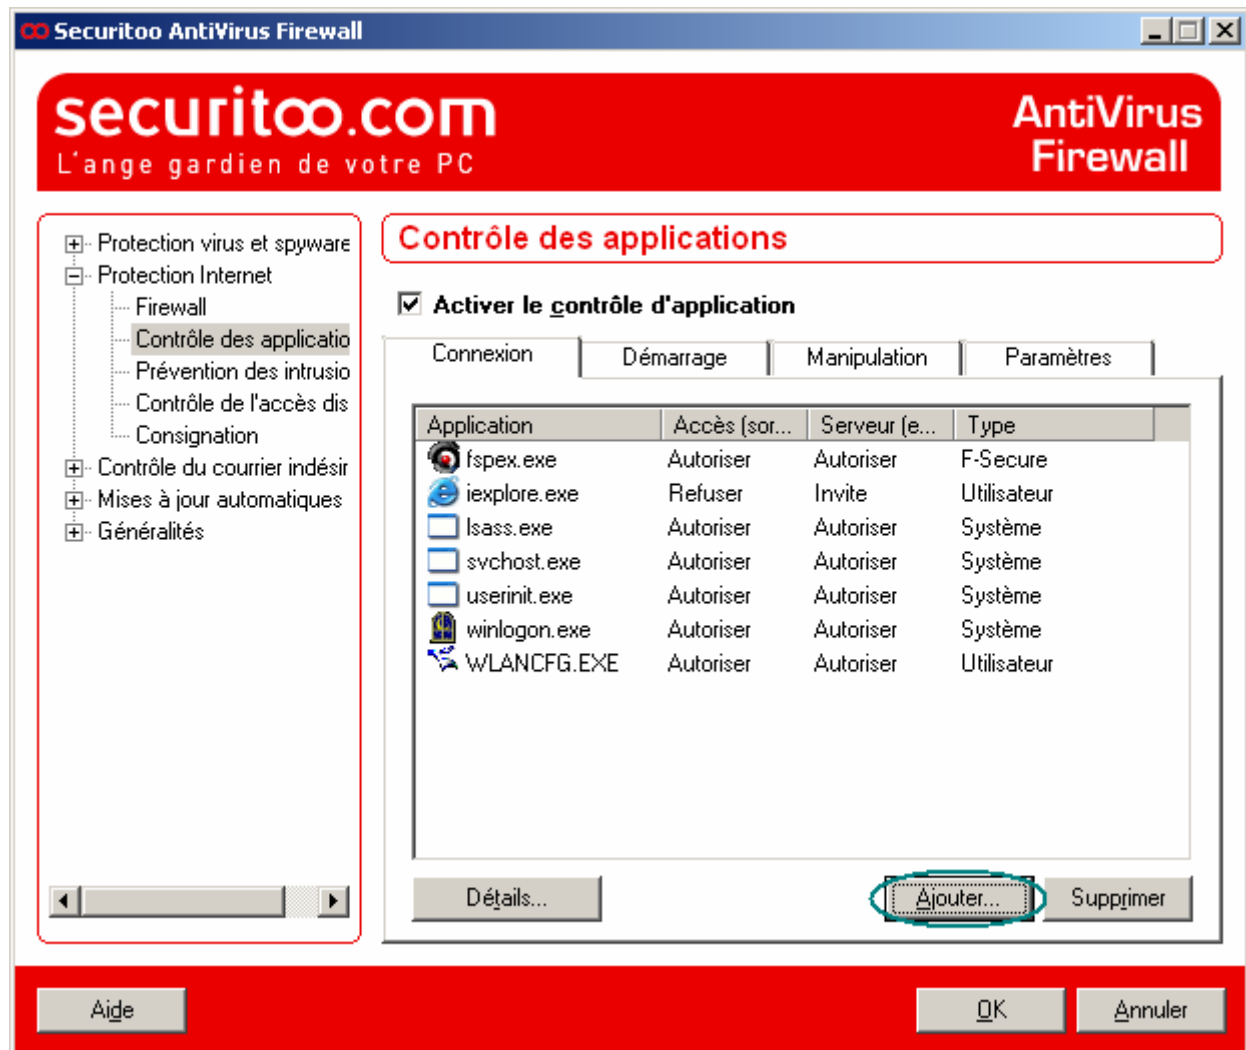 Securitoo AntiVirus Firewall
securitoo.com
L'ange gardien de votre PC
AntiVirus
Firewall
Protection virus et spyware
Protection Internet
Firewall
Contrôle des applicatio
Prévention des intrusio
Contrôle de l'accès dis
Consignation
Contrôle du courrier indésir
Mises à jour automatiques
Généralités
Contrôle des applications
Activer le contrôle d'application
Connexion Démarrage Manipulation Paramètres
Application Accès (sor... Serveur (e... Type
fspex.exe Autoriser Autoriser F-Secure
iexplore.exe Refuser Invite Utilisateur
lsass.exe Autoriser Autoriser Système
svchost.exe Autoriser Autoriser Système
userinit.exe Autoriser Autoriser Système
winlogon.exe Autoriser Autoriser Système
WLANCFG.EXE Autoriser Autoriser Utilisateur
Détails... Ajouter... Supprimer
Aide OK Annuler